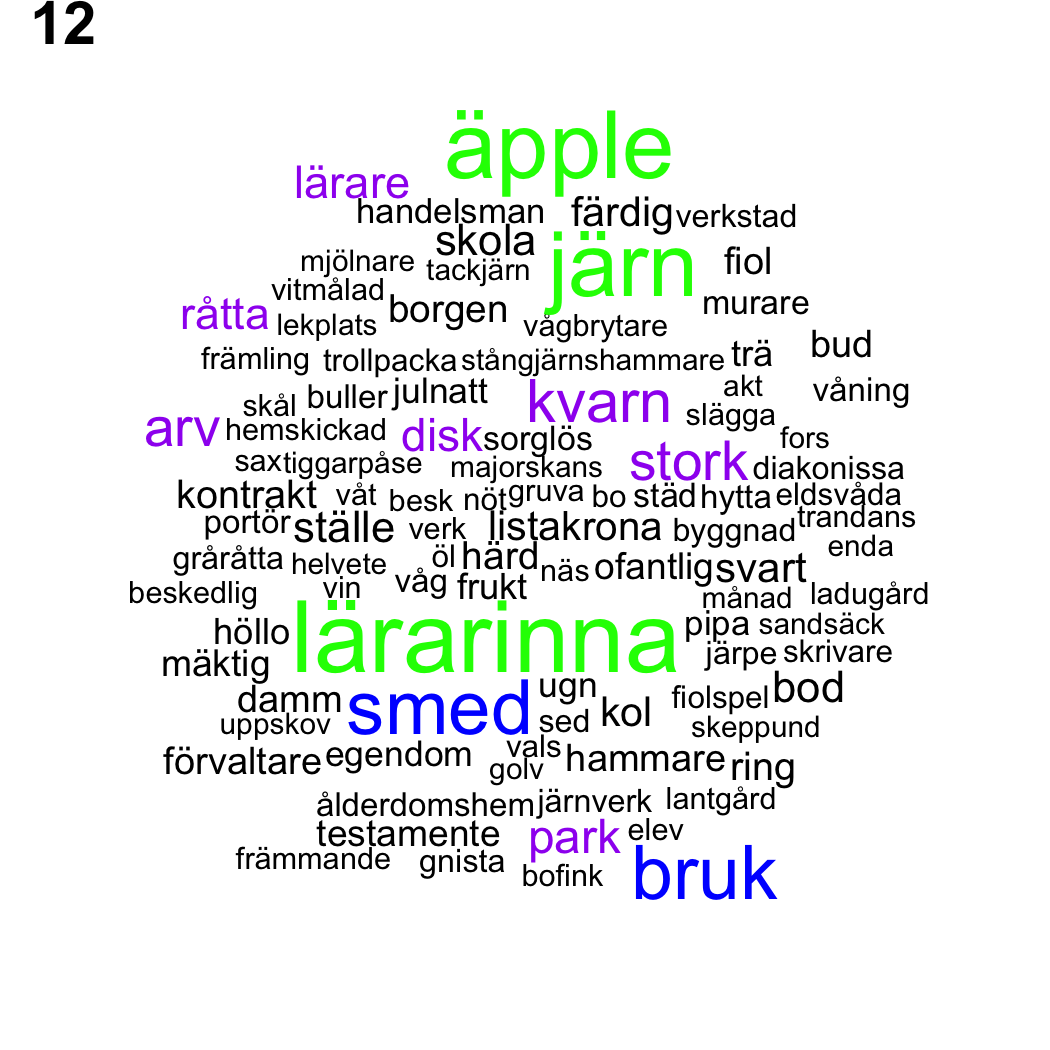 12
äpple
lärare
handelsman färdig verkstad
skola
mjölnare tackjärn järn fiol
vitmålad borgen murare
råtta lekplats vågbrytare
främling trollpacka stångjärnshammare trä bud
skål buller julnatt kvarn akt våning
arv hemskickad disk sorglös slägga fors
sax tiggarpåse majorskans stork diakonissa
kontrakt våt besk nöt gruva bo städ hytta eldsvåda
portör ställe verk listakrona byggnad trandans
gråråtta helvete öl härd näs ofantlig svart enda
beskedlig vin våg frukt månad ladugård
höllo lärarinna pipa sandsäck
mäktig järpe skrivare
damm smed ugn fiolspel bod
uppskov sed kol skeppund
förvaltare egendom vals golv hammare ring
ålderdomshem järnverk lantgård
testamente park elev
främmande gnista bofink bruk